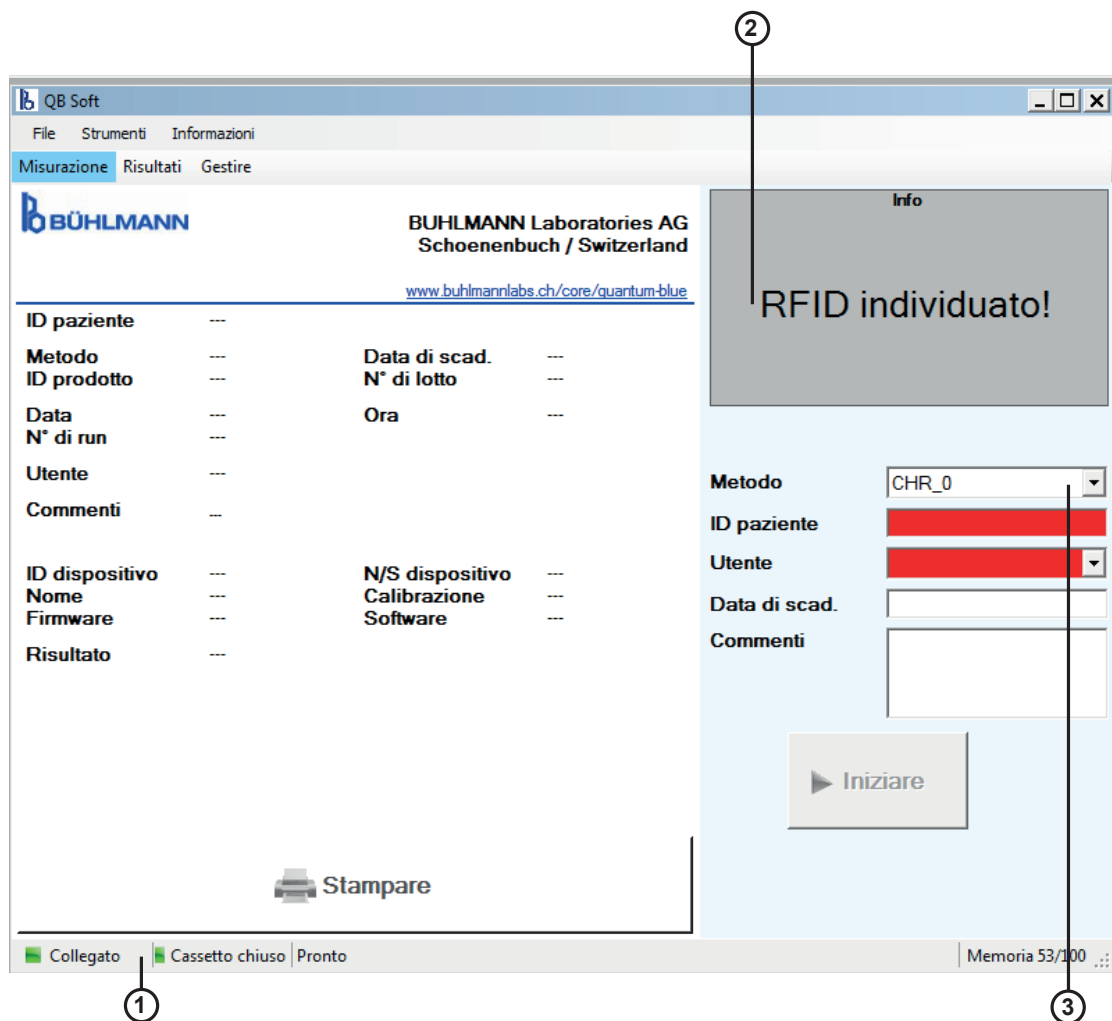 2
QB Soft
File Strumenti Informazioni
Misurazione Risultati Gestire
BÜHLMANN
BUHLMANN Laboratories AG
Schoenenbuch / Switzerland
www.buhlmannlabs.ch/core/quantum-blue
ID paziente ---
Metodo --- Data di scad. ---
ID prodotto --- N° di lotto ---
Data --- Ora ---
N° di run ---
Utente ---
Commenti ---
ID dispositivo --- N/S dispositivo ---
Nome --- Calibrazione ---
Firmware --- Software ---
Risultato ---
Stampare
Info
RFID individuato!
Metodo CHR_0
ID paziente
Utente
Data di scad.
Commenti
Iniziare
Collegato Cassetto chiuso Pronto Memoria 53/100
1 3